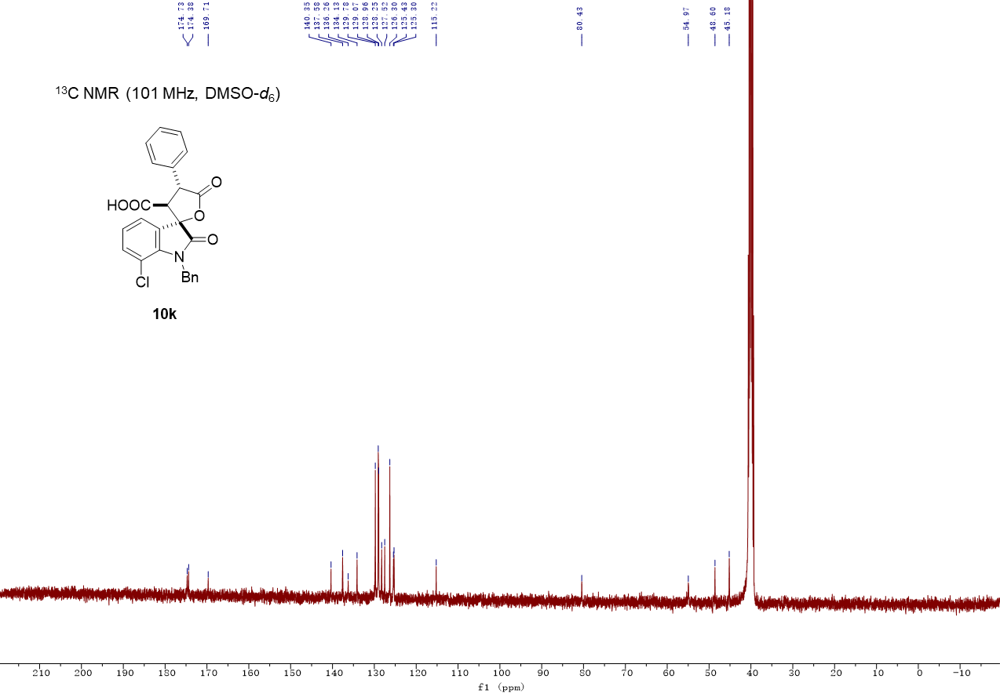 174.73
174.38
169.71
140.35
137.58
136.26
134.13
129.78
129.07
128.96
128.25
127.52
126.30
125.43
125.30
115.22
80.43
54.97
48.60
45.18
¹³C NMR (101 MHz, DMSO-d₆)
O
HOOC
O
O
N
Cl
Bn
10k
210 200 190 180 170 160 150 140 130 120 110 100 90 80 70 60 50 40 30 20 10 0 -10
f1 (ppm)